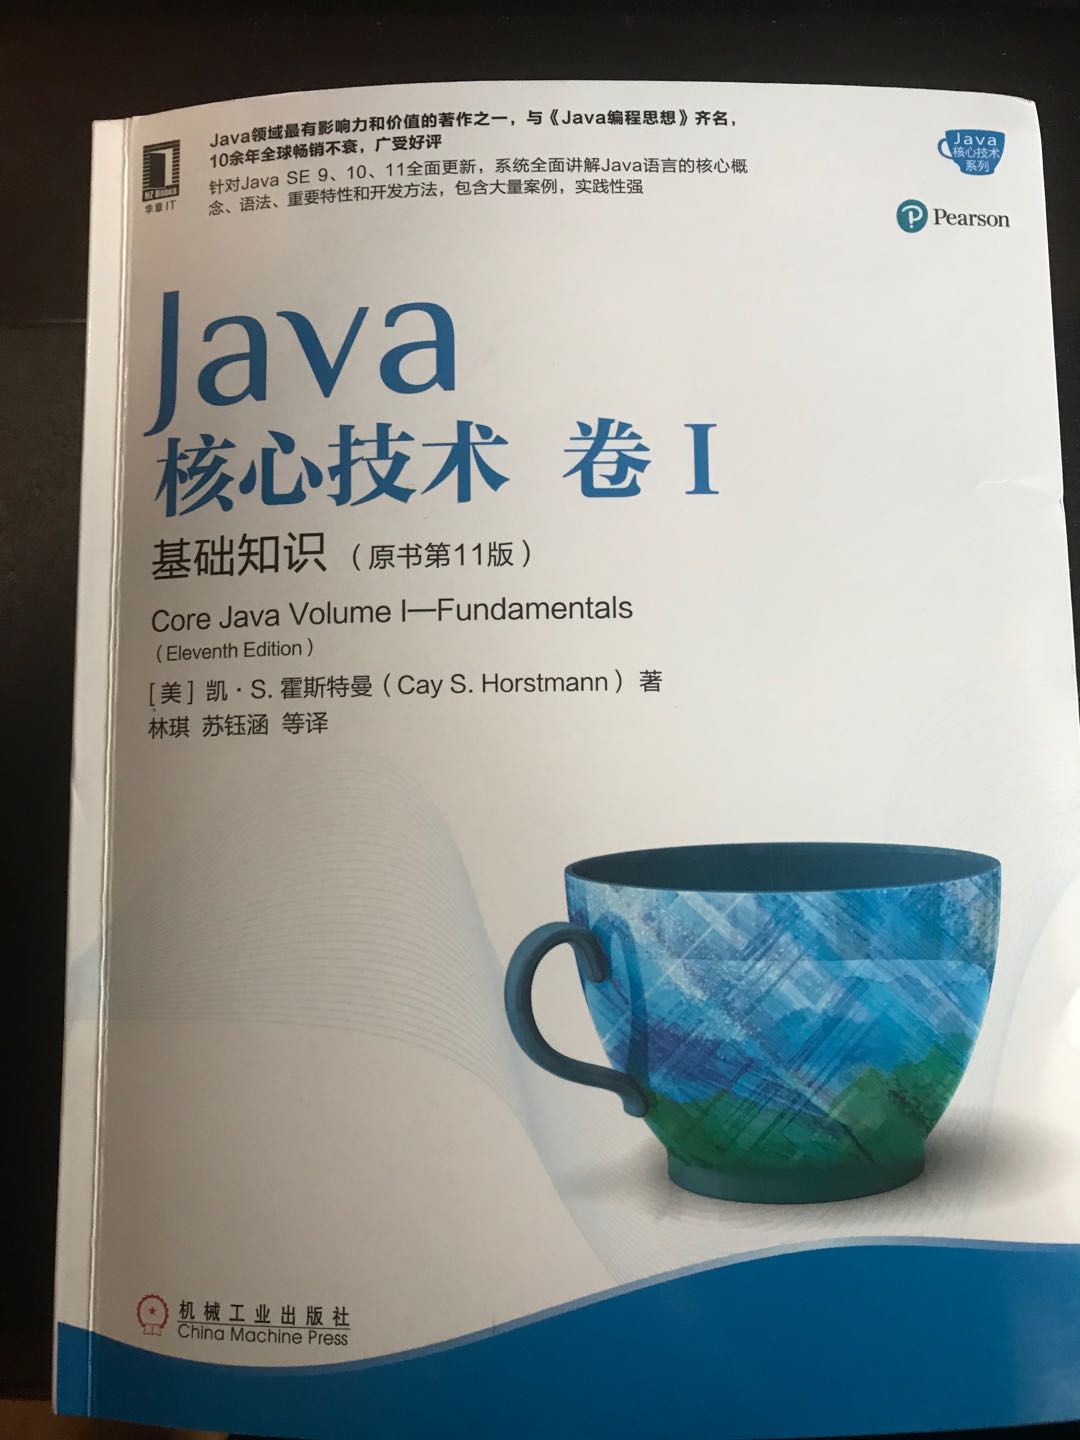 Java领域最有影响力和价值的著作之一，与《Java编程思想》齐名，
10余年全球畅销不衰，广受好评
针对Java SE 9、10、11全面更新，系统全面讲解Java语言的核心概
念、语法、重要特性和开发方法，包含大量案例，实践性强
HZ BOOKS
华章IT
Java
核心技术
系列
Pearson
Java
核心技术 卷 I
基础知识（原书第11版）
Core Java Volume I—Fundamentals
（Eleventh Edition）
[美] 凯·S. 霍斯特曼（Cay S. Horstmann） 著
林琪 苏钰涵 等译
机械工业出版社
China Machine Press